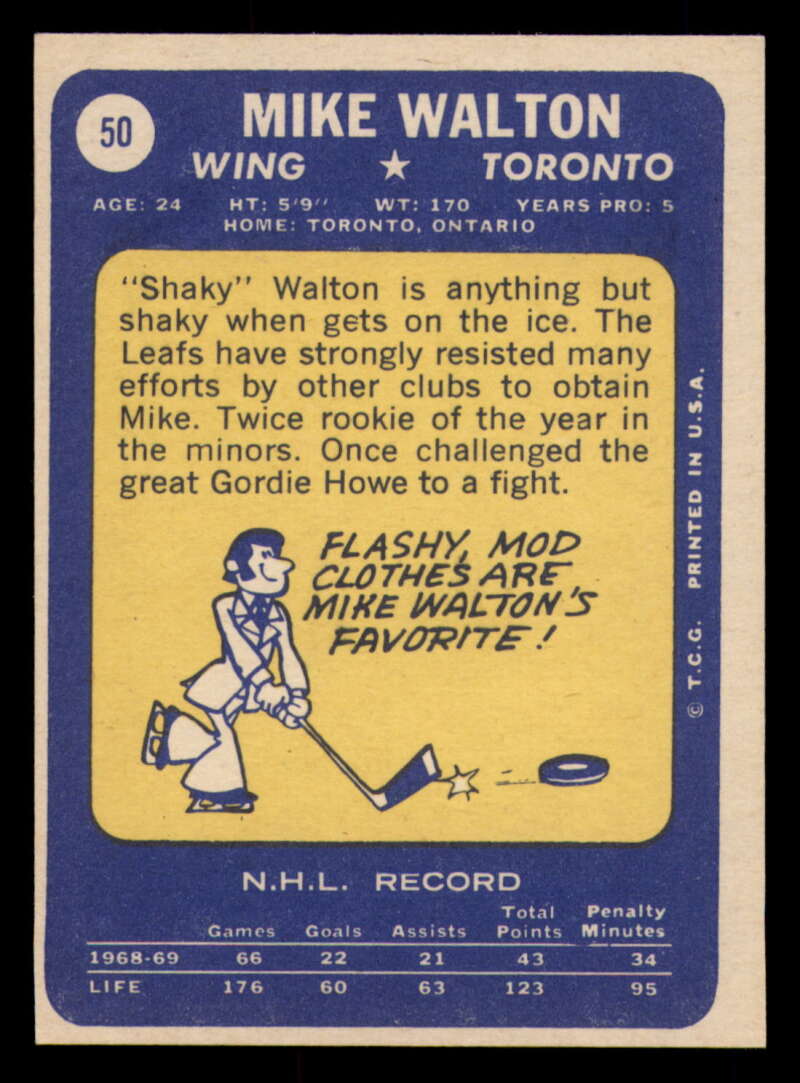 50
MIKE WALTON
WING ★ TORONTO
AGE: 24 HT: 5'9" WT: 170 YEARS PRO: 5
HOME: TORONTO, ONTARIO
"Shaky" Walton is anything but
shaky when gets on the ice. The
Leafs have strongly resisted many
efforts by other clubs to obtain
Mike. Twice rookie of the year in
the minors. Once challenged the
great Gordie Howe to a fight.
FLASHY, MOD
CLOTHES ARE
MIKE WALTON'S
FAVORITE!
© T.C.G. PRINTED IN U.S.A.
N.H.L. RECORD
Total Penalty
Games Goals Assists Points Minutes
1968-69 66 22 21 43 34
LIFE 176 60 63 123 95